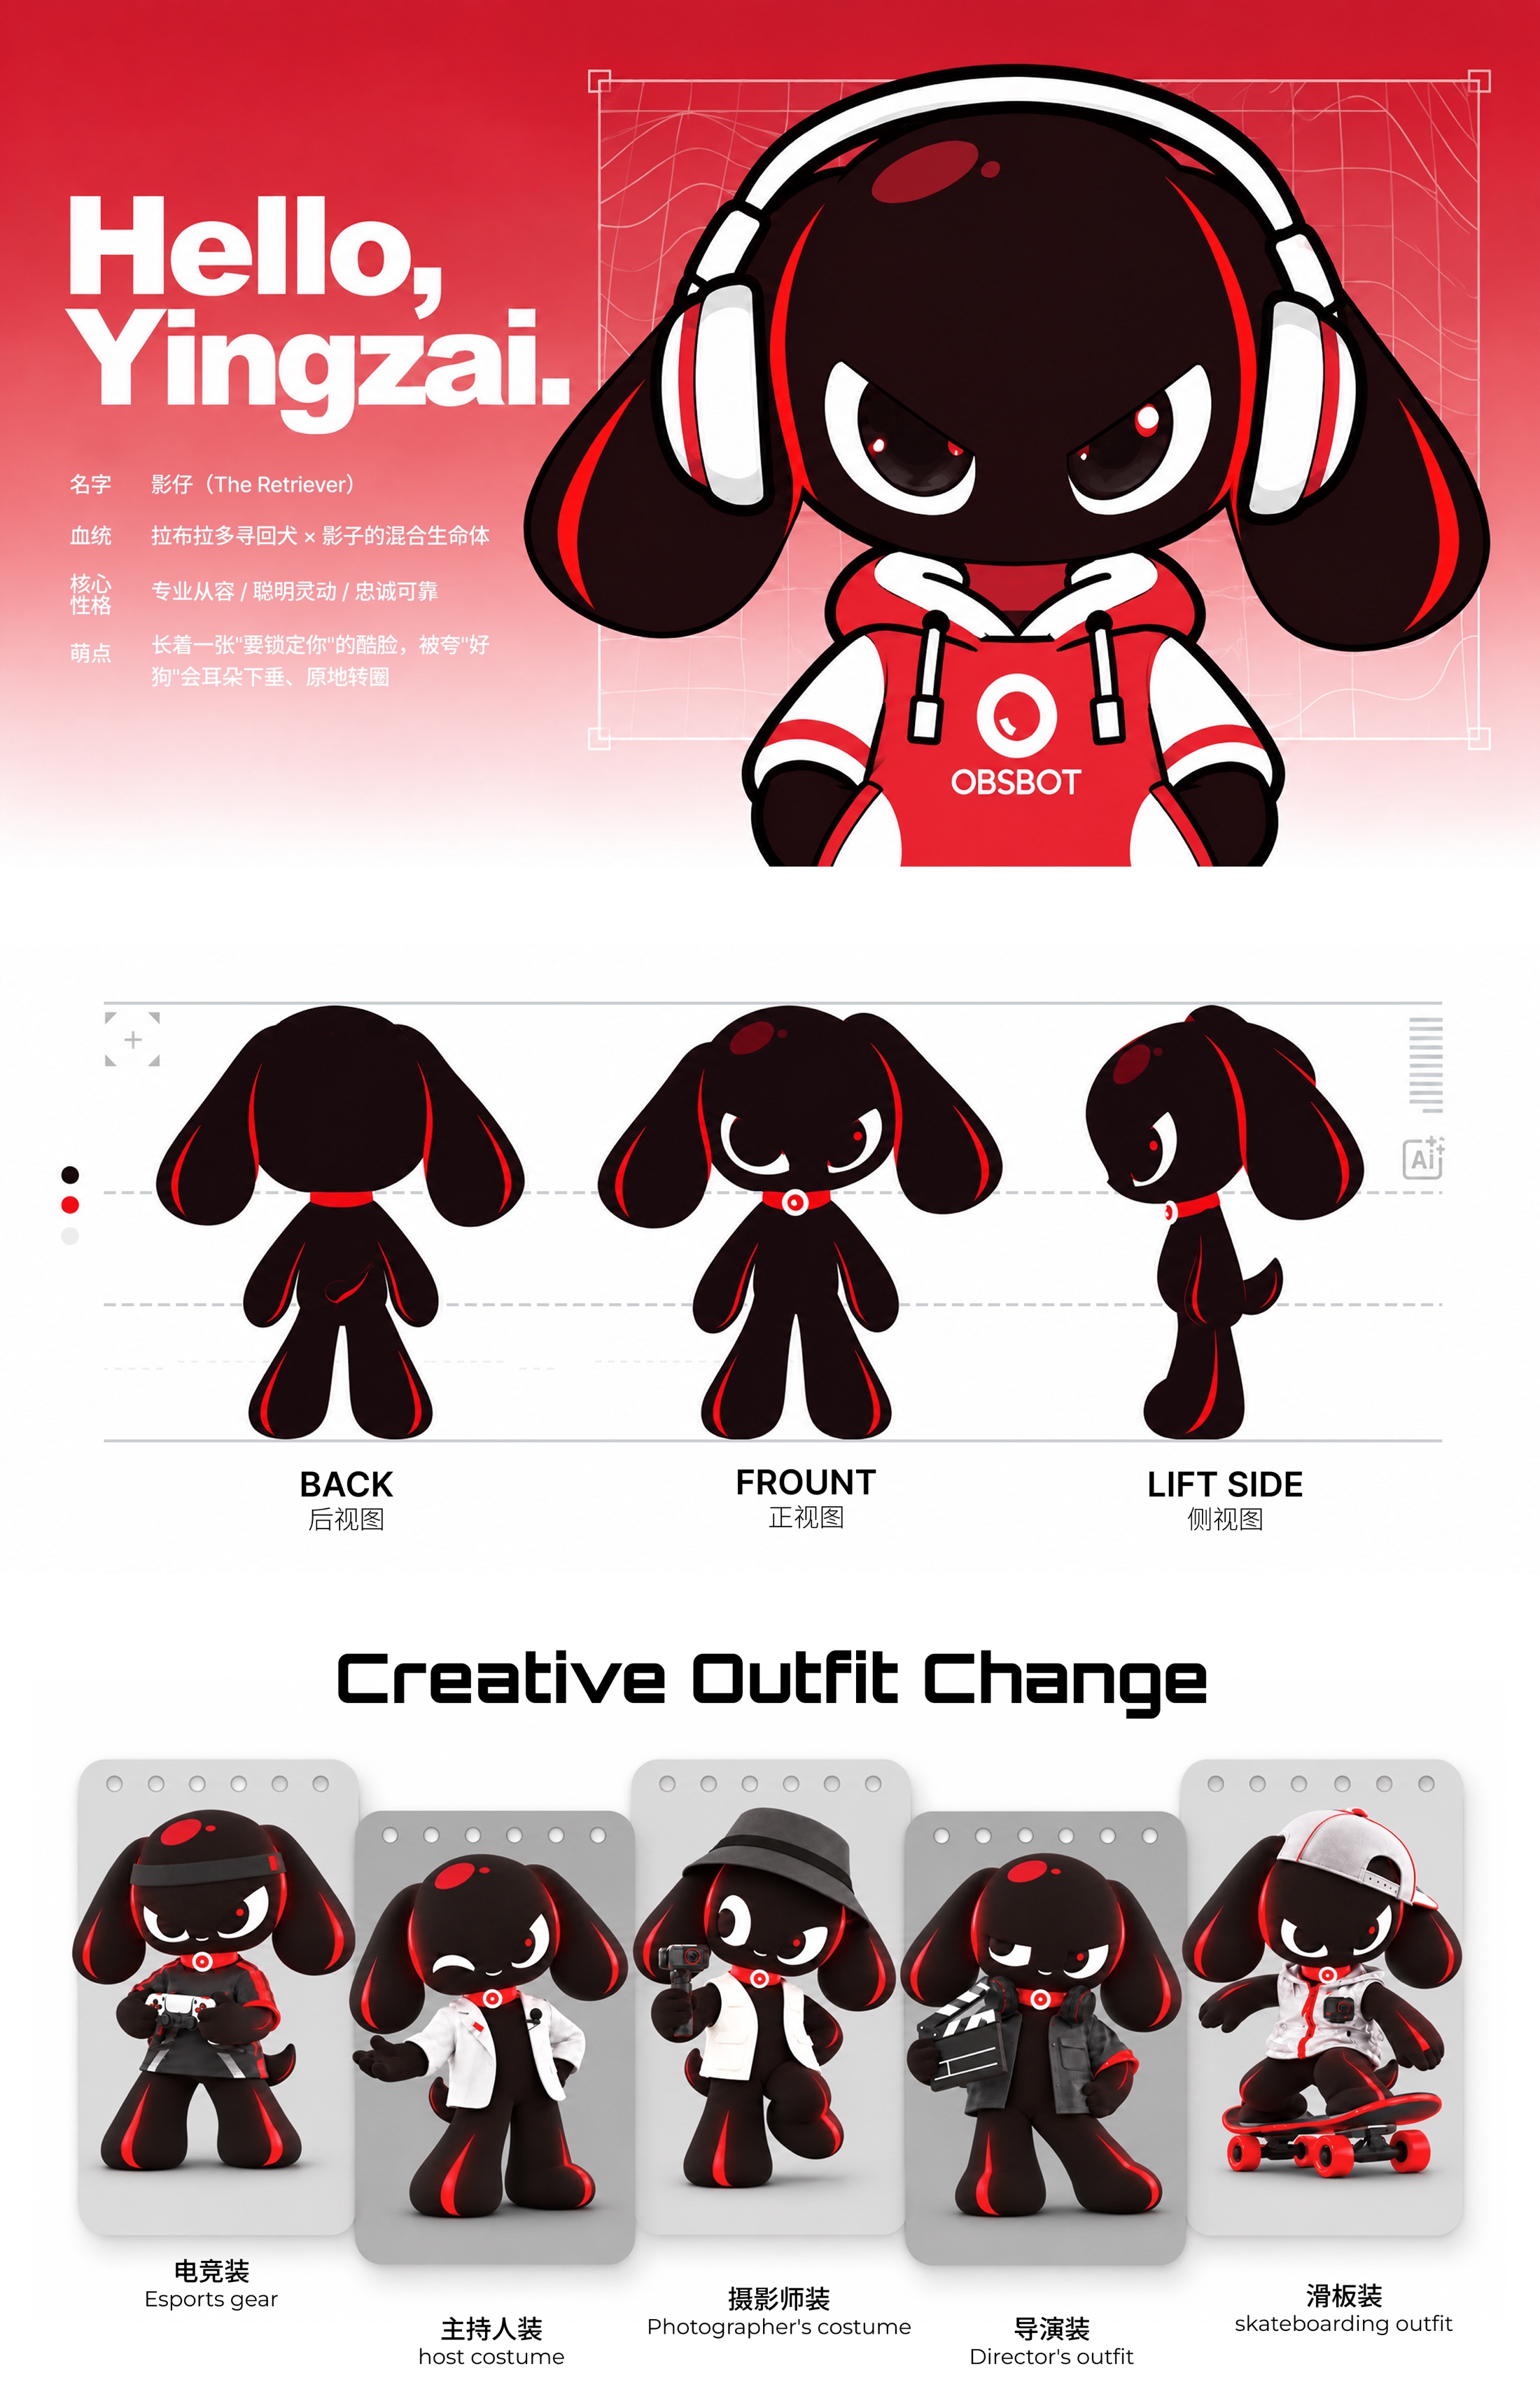 Hello,
Yingzai.
名字 影仔（The Retriever）
血统 拉布拉多寻回犬 × 影子的混合生命体
核心
性格 专业从容 / 聪明灵动 / 忠诚可靠
萌点 长着一张"要锁定你"的酷脸，被夸"好
狗"会耳朵下垂、原地转圈
OBSBOT
Ai
BACK
后视图
FROUNT
正视图
LIFT SIDE
侧视图
Creative Outfit Change
电竞装
Esports gear
主持人装
host costume
摄影师装
Photographer's costume
导演装
Director's outfit
滑板装
skateboarding outfit